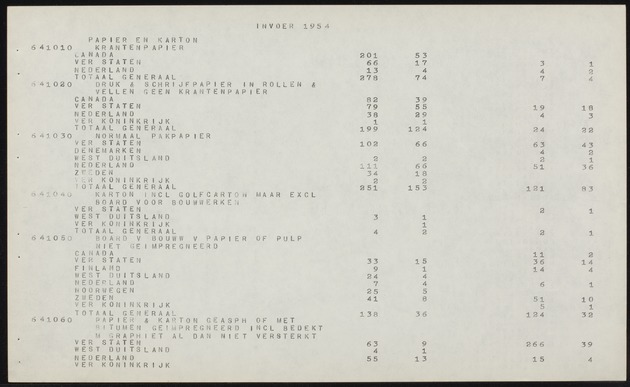 INVOER 1954
PAPIER EN KARTON
641010 KRANTENPAPIER
CANADA 201 53
VER STATEN 66 17 3 1
NEDERLAND 13 4 4 2
TOTAAL GENERAAL 278 74 7 4
641020 DRUK & SCHRIJFPAPIER IN ROLLEN &
VELLEN GEEN KRANTENPAPIER
CANADA 82 39
VER STATEN 79 55 19 18
NEDERLAND 38 29 4 3
VER KONINKRIJK 1 1
TOTAAL GENERAAL 199 124 24 22
641030 NORMAAL PAKPAPIER
VER STATEN 102 66 63 43
DENEMARKEN 4 2
WEST DUITSLAND 2 2 2 1
NEDERLAND 111 66 51 36
ZWEDEN 34 18
VER KONINKRIJK 2 2
TOTAAL GENERAAL 251 153 121 83
641040 KARTON INCL GOLFCARTON MAAR EXCL
BOARD VOOR BOUWWERKEN
VER STATEN 2 1
WEST DUITSLAND 3 1
VER KONINKRIJK 1
TOTAAL GENERAAL 4 2 2 1
641050 BOARD V BOUWW V PAPIER OF PULP
NIET GEIMPREGNEERD
CANADA 11 2
VER STATEN 33 15 36 14
FINLAND 9 1 14 4
WEST DUITSLAND 24 4
NEDERLAND 7 4 6 1
NOORWEGEN 25 5
ZWEDEN 41 8 51 10
VER KONINKRIJK 5 1
TOTAAL GENERAAL 138 36 124 32
641060 PAPIER & KARTON GEASPH OF MET
BITUMEN GEIMPREGNEERD INCL BEDEKT
M GRAPHIET AL DAN NIET VERSTERKT
VER STATEN 63 9 266 39
WEST DUITSLAND 4 1
NEDERLAND 55 13 15 4
VER KONINKRIJK